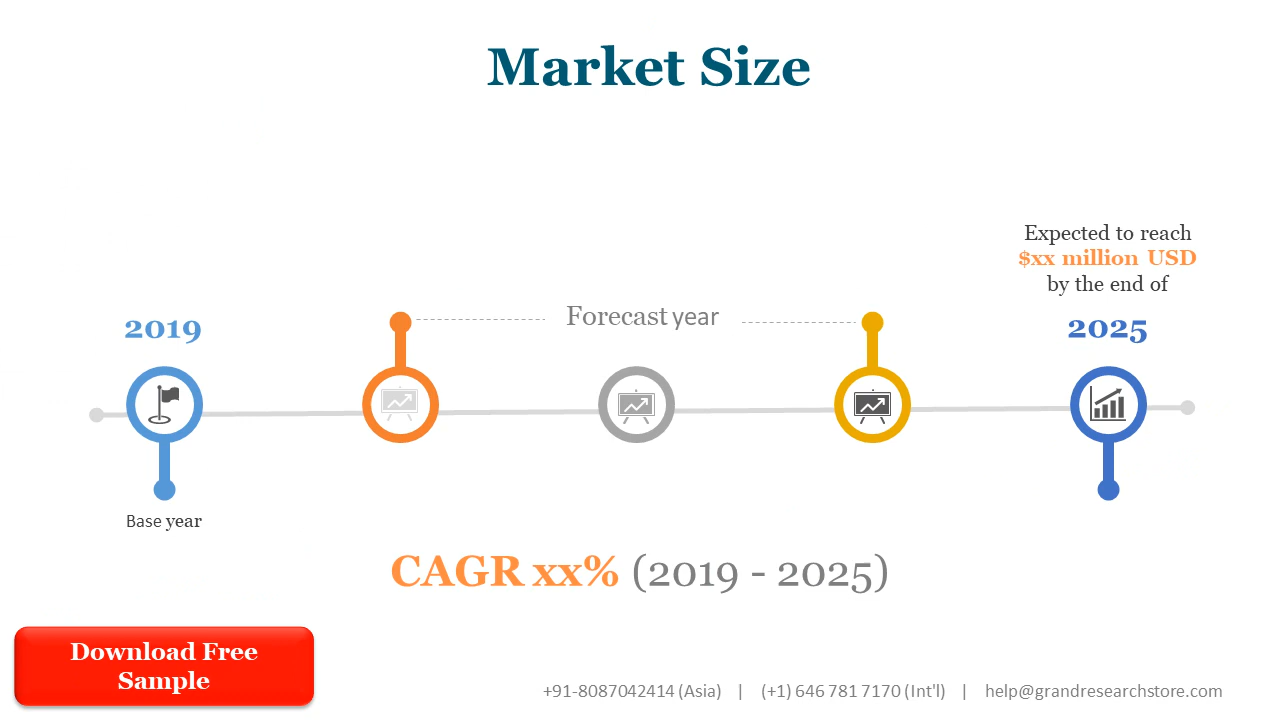 Market Size
Expected to reach
$xx million USD
by the end of
2019
Forecast year
2025
Base year
CAGR xx% (2019 - 2025)
Download Free
Sample
+91-8087042414 (Asia) | (+1) 646 781 7170 (Int'l) | help@grandresearchstore.com